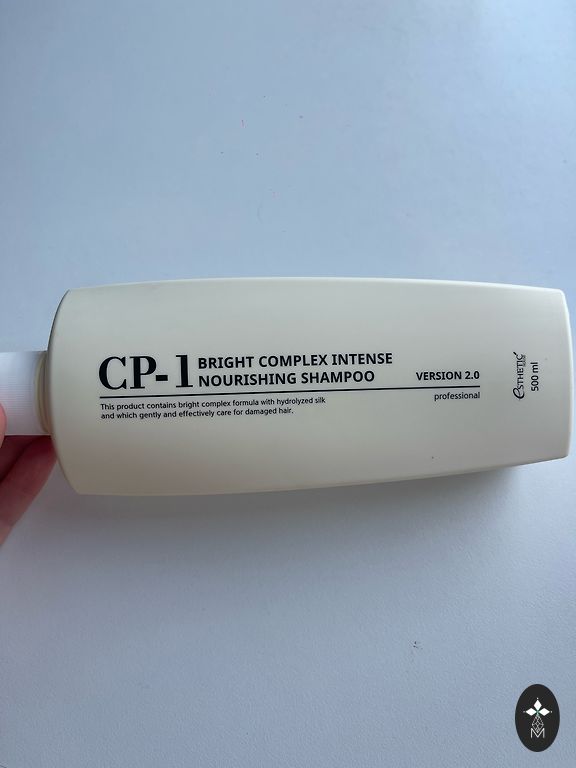 CP-1
BRIGHT COMPLEX INTENSE
NOURISHING SHAMPOO
VERSION 2.0
This product contains bright complex formula with hydrolyzed silk
and which gently and effectively care for damaged hair.
professional
ESTHETIC
500 ml
M